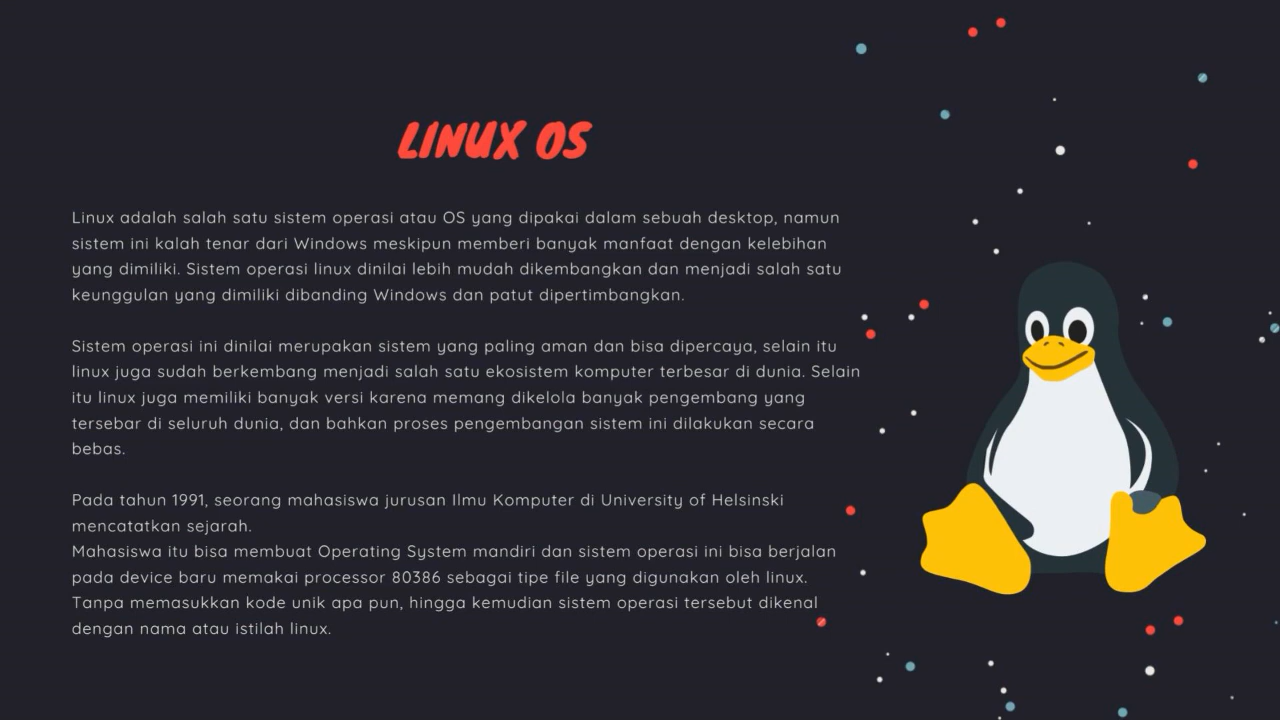 LINUX OS
Linux adalah salah satu sistem operasi atau OS yang dipakai dalam sebuah desktop, namun
sistem ini kalah tenar dari Windows meskipun memberi banyak manfaat dengan kelebihan
yang dimiliki. Sistem operasi linux dinilai lebih mudah dikembangkan dan menjadi salah satu
keunggulan yang dimiliki dibanding Windows dan patut dipertimbangkan.
Sistem operasi ini dinilai merupakan sistem yang paling aman dan bisa dipercaya, selain itu
linux juga sudah berkembang menjadi salah satu ekosistem komputer terbesar di dunia. Selain
itu linux juga memiliki banyak versi karena memang dikelola banyak pengembang yang
tersebar di seluruh dunia, dan bahkan proses pengembangan sistem ini dilakukan secara
bebas.
Pada tahun 1991, seorang mahasiswa jurusan Ilmu Komputer di University of Helsinski
mencatatkan sejarah.
Mahasiswa itu bisa membuat Operating System mandiri dan sistem operasi ini bisa berjalan
pada device baru memakai processor 80386 sebagai tipe file yang digunakan oleh linux.
Tanpa memasukkan kode unik apa pun, hingga kemudian sistem operasi tersebut dikenal
dengan nama atau istilah linux.